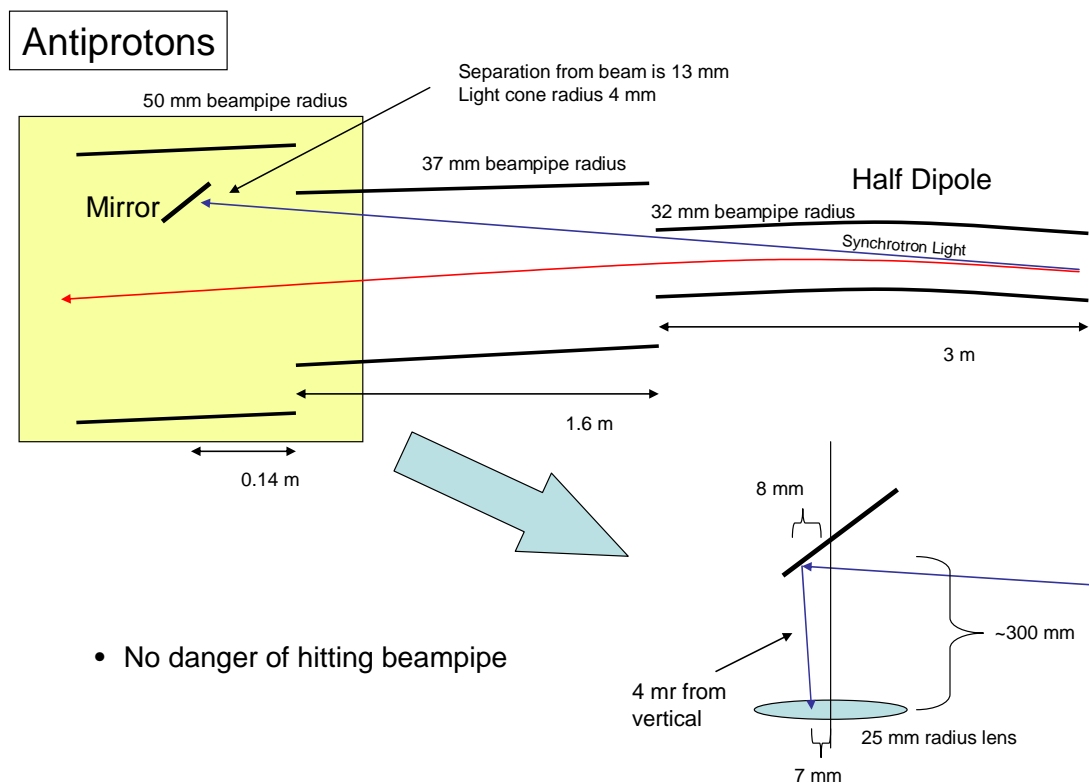 Antiprotons
Separation from beam is 13 mm
Light cone radius 4 mm
50 mm beampipe radius
37 mm beampipe radius
Half Dipole
Mirror
32 mm beampipe radius
Synchrotron Light
3 m
1.6 m
0.14 m
8 mm
~300 mm
• No danger of hitting beampipe
4 mr from
vertical
25 mm radius lens
7 mm